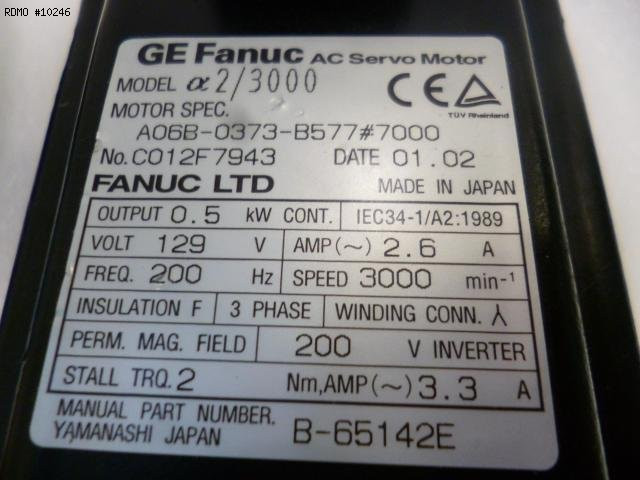 RDMO #10246
GE Fanuc AC Servo Motor
MODEL α2/3000
MOTOR SPEC.
A06B-0373-B577#7000
TÜV Rheinland
No. C012F7943 DATE 01.02
FANUC LTD MADE IN JAPAN
OUTPUT 0.5 kW CONT. IEC34-1/A2:1989
VOLT 129 V AMP(~) 2.6 A
FREQ. 200 Hz SPEED 3000 min-¹
INSULATION F 3 PHASE WINDING CONN. 人
PERM. MAG. FIELD 200 V INVERTER
STALL TRQ. 2 Nm,AMP(~) 3.3 A
MANUAL PART NUMBER.
YAMANASHI JAPAN B-65142E